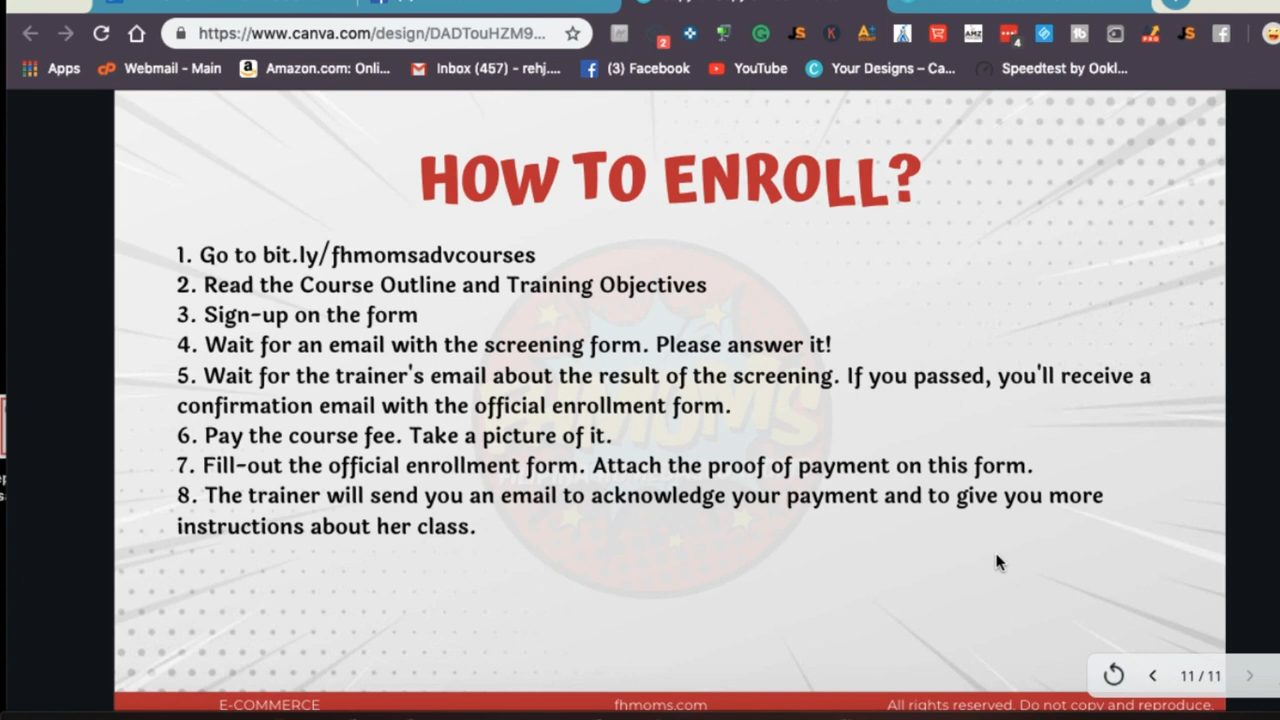 https://www.canva.com/design/DADTouHZM9...
2
4
Apps
Webmail - Main
Amazon.com: Onli...
Inbox (457) - rehj....
(3) Facebook
YouTube
Your Designs – Ca...
Speedtest by Ookl...
HOW TO ENROLL?
1. Go to bit.ly/fhmomsadvcourses
2. Read the Course Outline and Training Objectives
3. Sign-up on the form
4. Wait for an email with the screening form. Please answer it!
5. Wait for the trainer's email about the result of the screening. If you passed, you'll receive a
confirmation email with the official enrollment form.
6. Pay the course fee. Take a picture of it.
7. Fill-out the official enrollment form. Attach the proof of payment on this form.
8. The trainer will send you an email to acknowledge your payment and to give you more
instructions about her class.
11 / 11
E-COMMERCE
fhmoms.com
All rights reserved. Do not copy and reproduce.